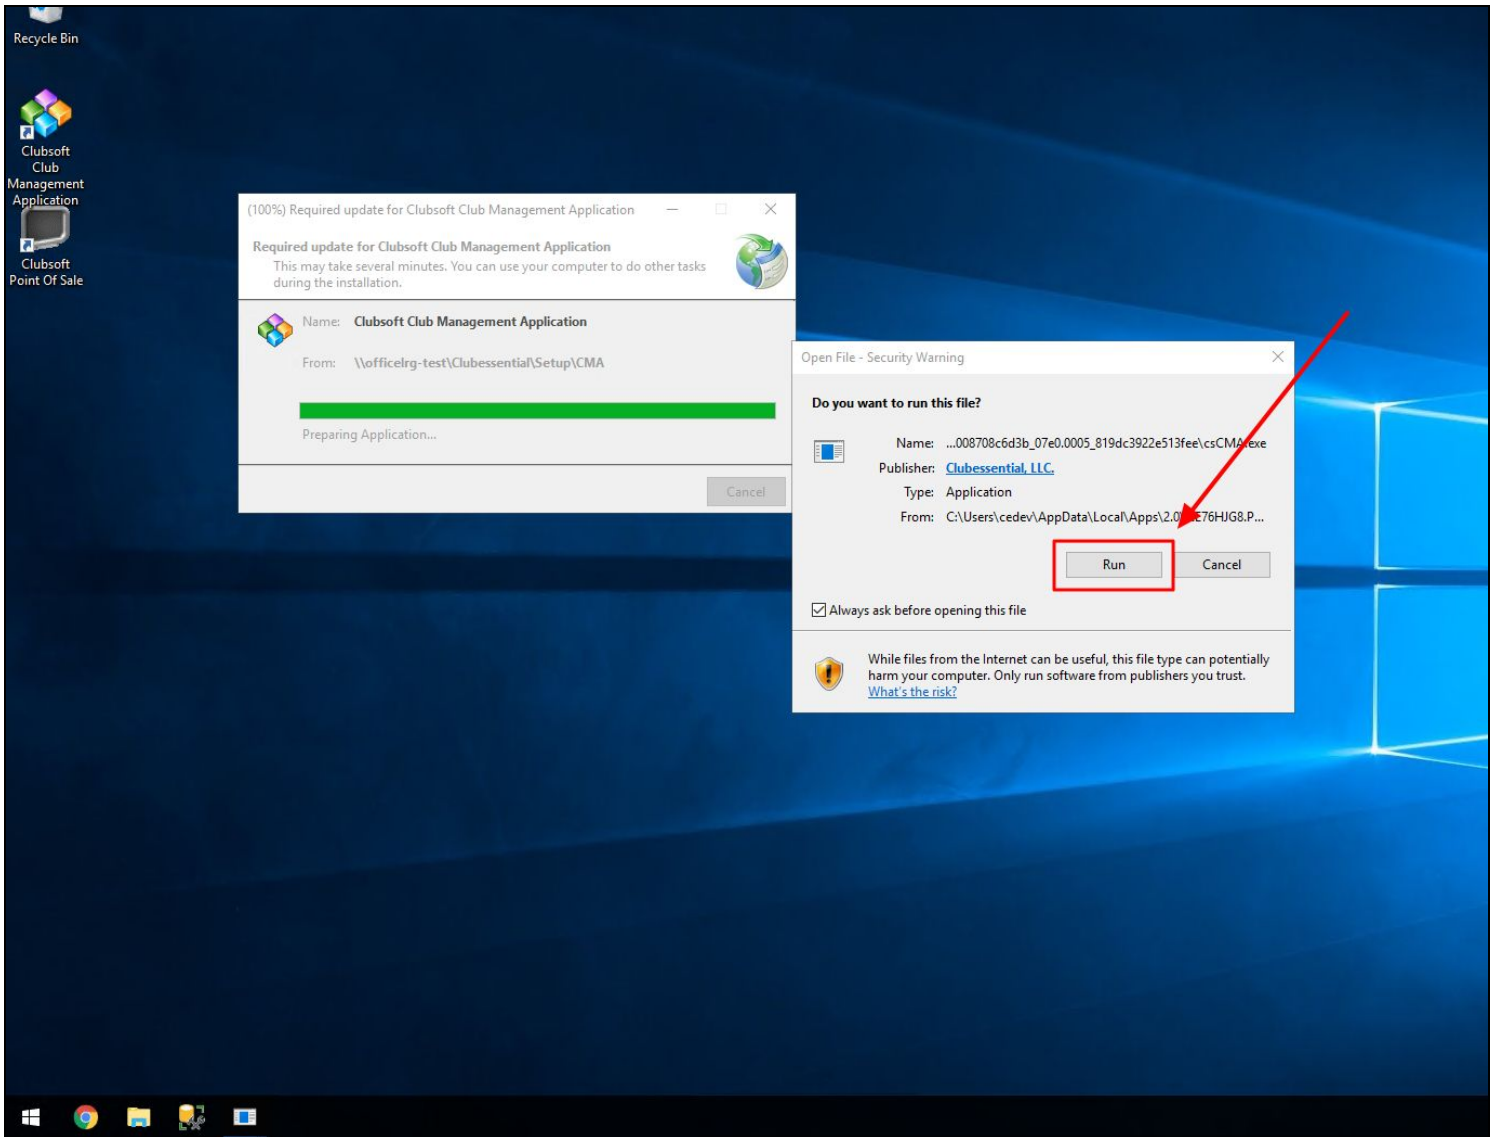 Recycle Bin
Clubsoft
Club
Management
Application
Clubsoft
Point Of Sale
(100%) Required update for Clubsoft Club Management Application
Required update for Clubsoft Club Management Application
This may take several minutes. You can use your computer to do other tasks
during the installation.
Name: Clubsoft Club Management Application
From: \\officelrg-test\Clubessential\Setup\CMA
Preparing Application...
Cancel
Open File - Security Warning
Do you want to run this file?
Name: ...008708c6d3b_07e0.0005_819dc3922e513fee\csCMA.exe
Publisher: Clubessential, LLC.
Type: Application
From:
Run Cancel
Always ask before opening this file
While files from the Internet can be useful, this file type can potentially
harm your computer. Only run software from publishers you trust.
What's the risk?